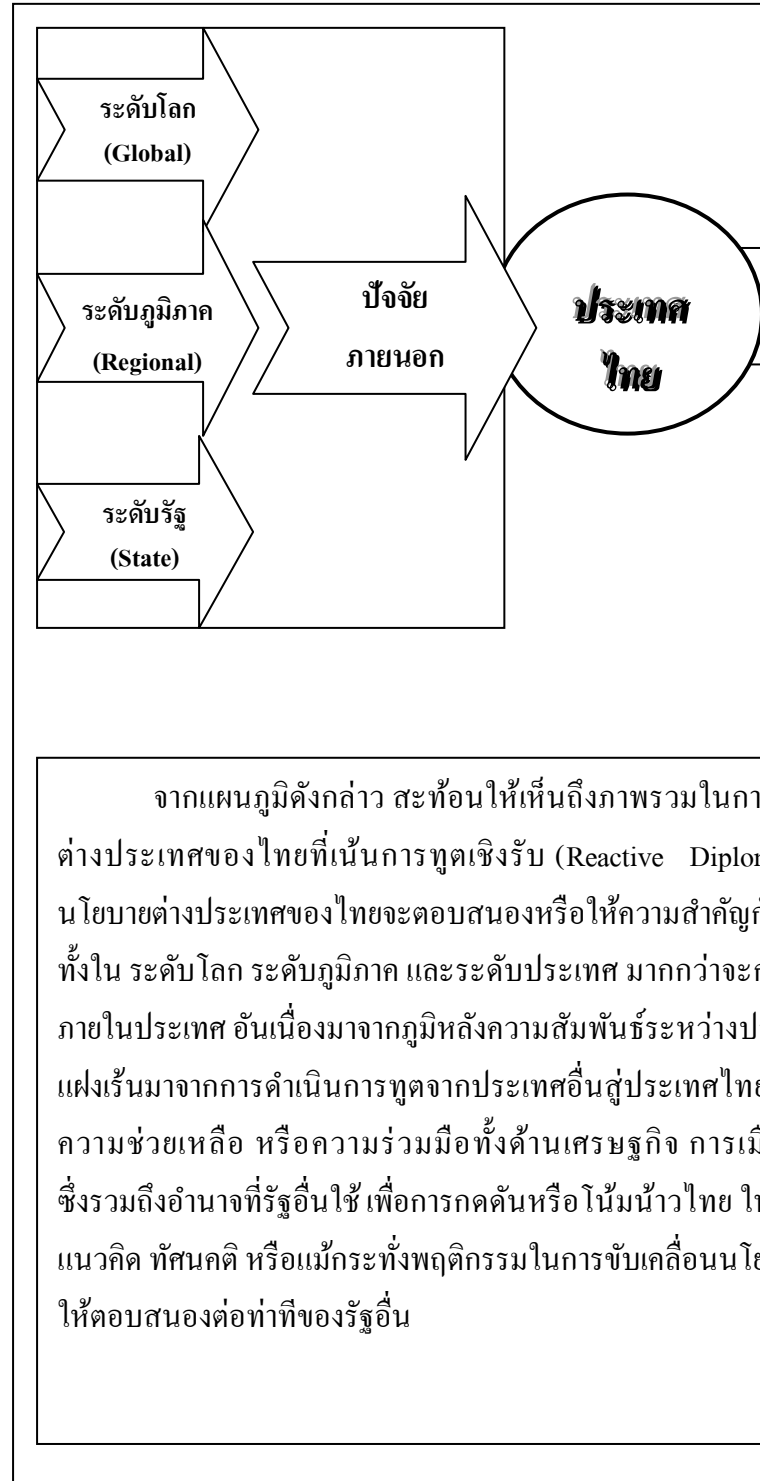 ระดับโลก
(Global)
ระดับภูมิภาค
(Regional)
ระดับรัฐ
(State)
ปัจจัย
ภายนอก
ประเทศ
ไทย
จากแผนภูมิดังกล่าว สะท้อนให้เห็นถึงภาพรวมในกา
ต่างประเทศของไทยที่เน้นการทูตเชิงรับ (Reactive Diplor
นโยบายต่างประเทศของไทยจะตอบสนองหรือให้ความสำคัญก
ทั้งใน ระดับโลก ระดับภูมิภาค และระดับประเทศ มากกว่าจะก
ภายในประเทศ อันเนื่องมาจากภูมิหลังความสัมพันธ์ระหว่างป
แฝงเร้นมาจากการดำเนินการทูตจากประเทศอื่นสู่ประเทศไทย
ความช่วยเหลือ หรือความร่วมมือทั้งด้านเศรษฐกิจ การเมื
ซึ่งรวมถึงอำนาจที่รัฐอื่นใช้ เพื่อการกดดันหรือโน้มน้าวไทย ให
แนวคิด ทัศนคติ หรือแม้กระทั่งพฤติกรรมในการขับเคลื่อนนโย
ให้ตอบสนองต่อท่าทีของรัฐอื่น